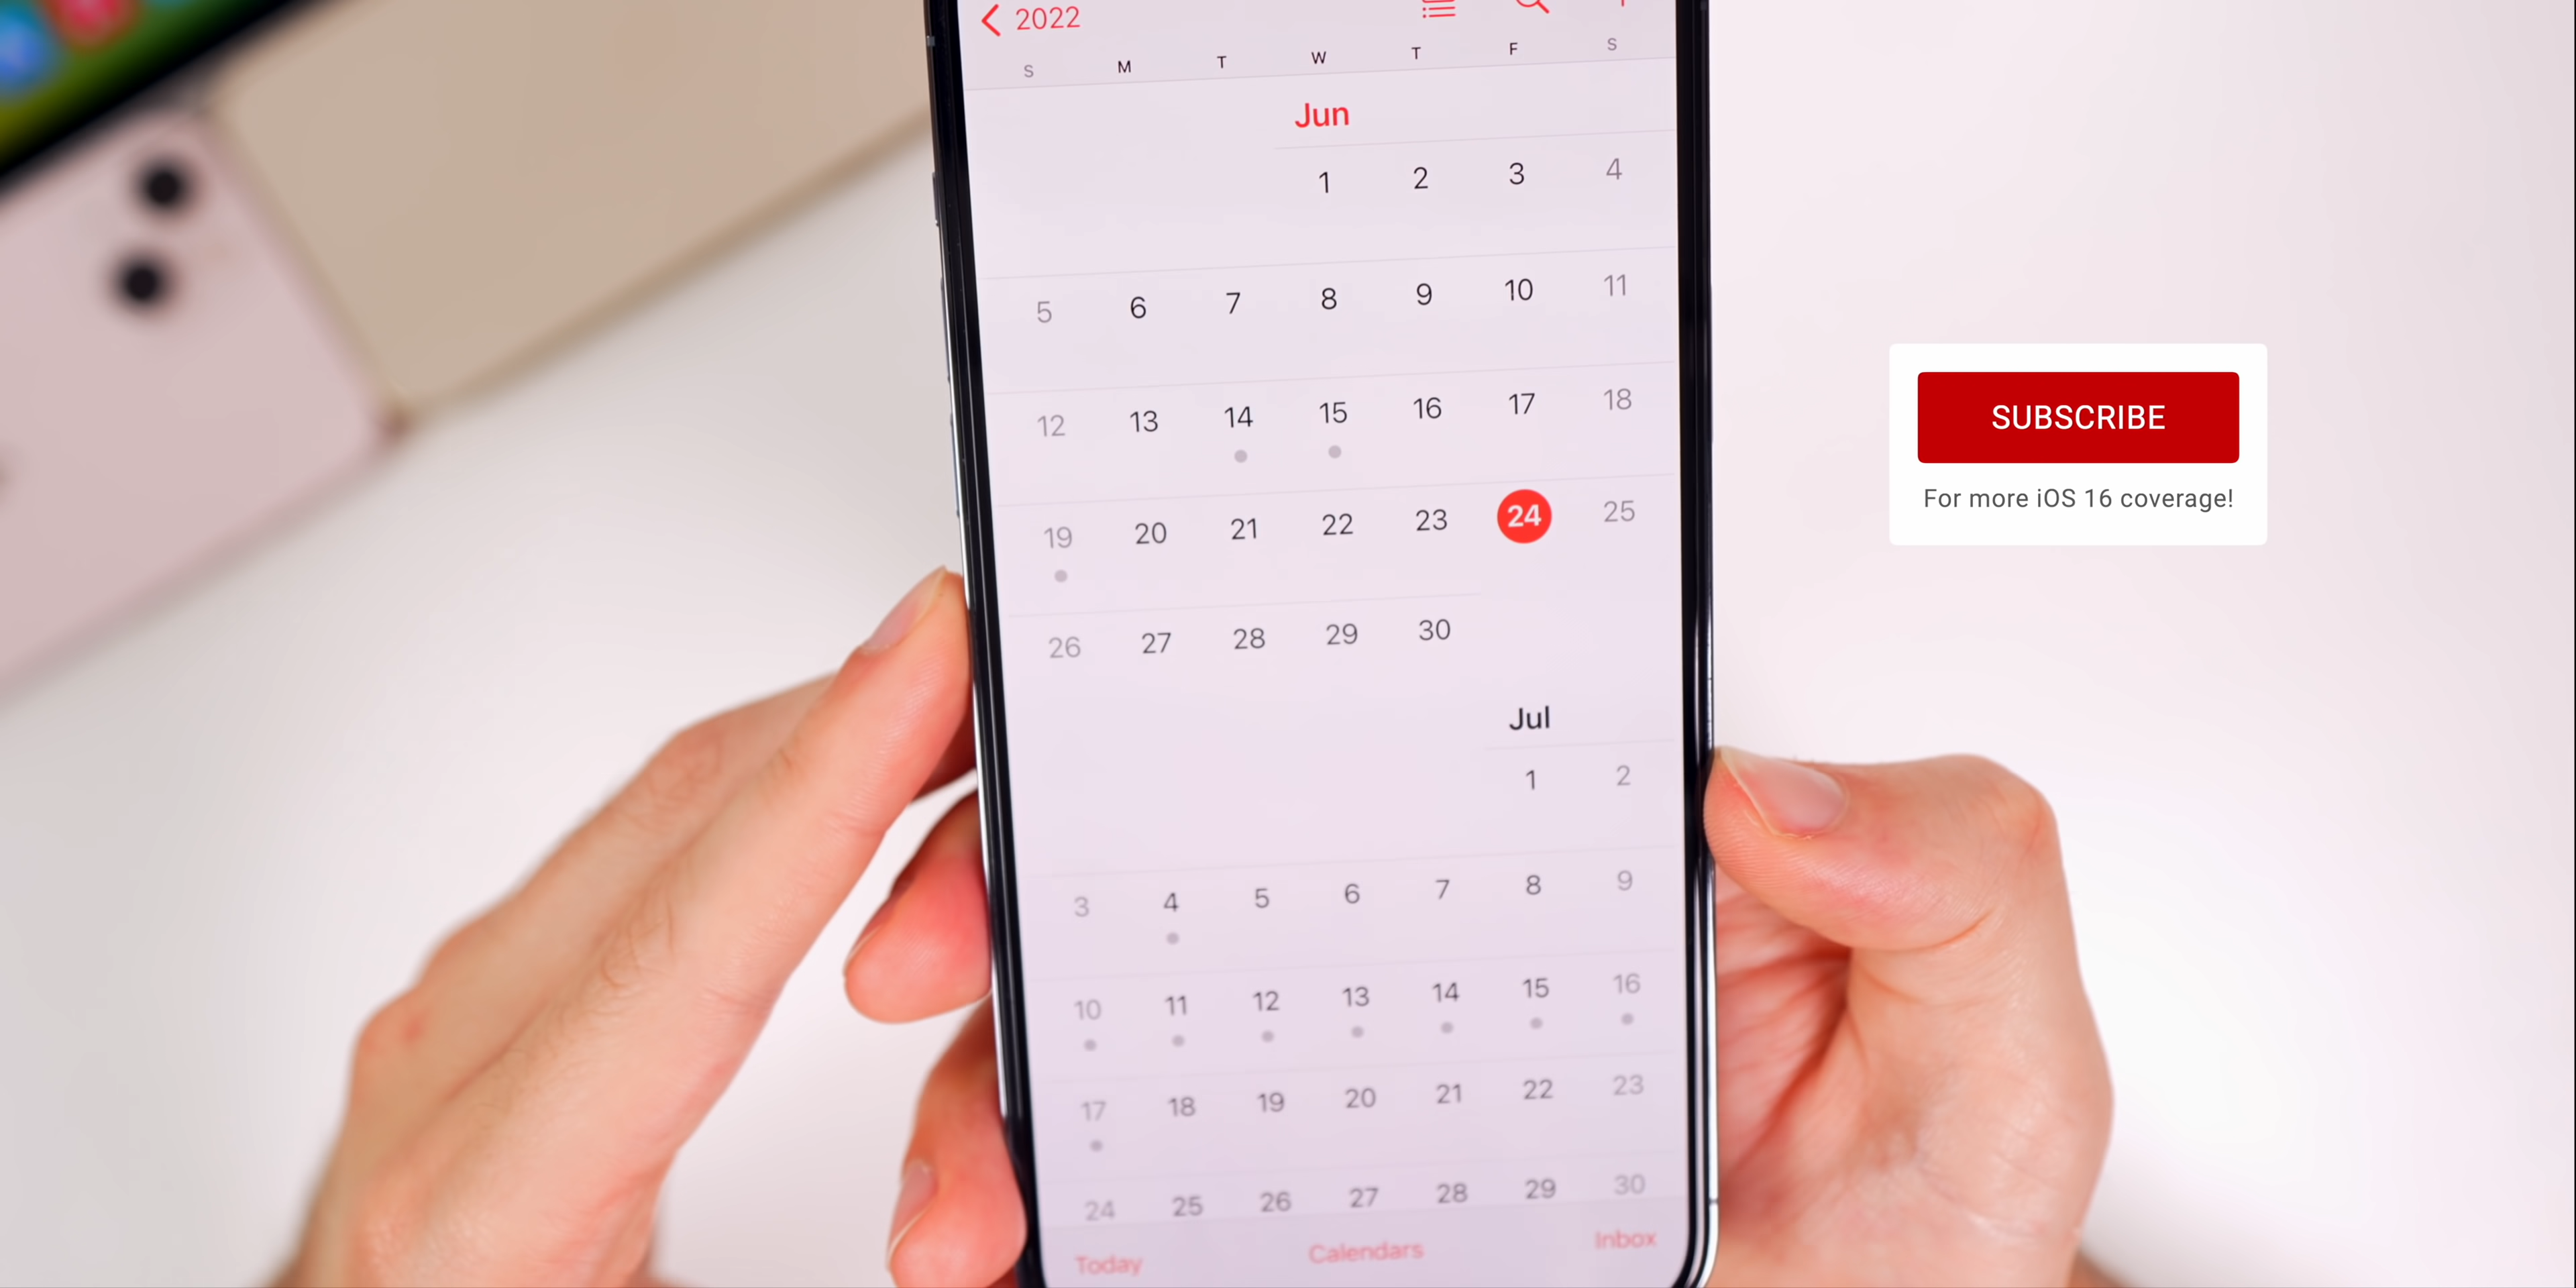 2022
S M T W T F S
Jun
1 2 3 4
5 6 7 8 9 10 11
12 13 14 15 16 17 18
19 20 21 22 23 24 25
26 27 28 29 30
Jul
1 2
3 4 5 6 7 8 9
10 11 12 13 14 15 16
17 18 19 20 21 22 23
24 25 26 27 28 29 30
Today Calendars Inbox
SUBSCRIBE
For more iOS 16 coverage!